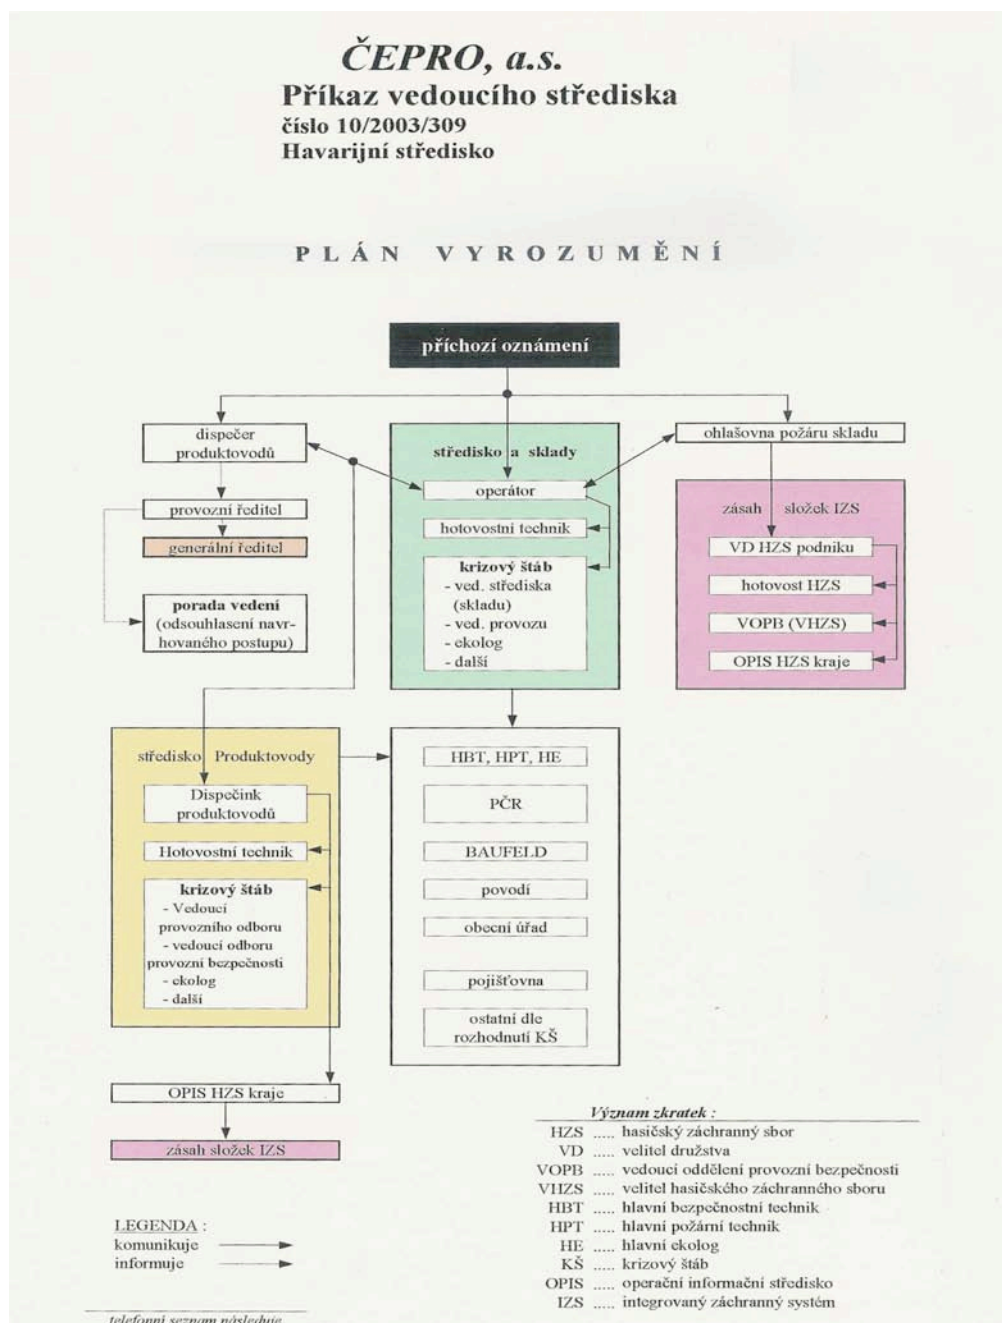 ČEPRO, a.s.
Příkaz vedoucího střediska
číslo 10/2003/309
Havarijní středisko
PLÁN VYROZUMĚNÍ
příchozí oznámení
dispečer
produktovodů
provozní ředitel
generální ředitel
porada vedení
(odsouhlasení navr-
hovaného postupu)
středisko a sklady
operátor
hotovostní technik
krizový štáb
- ved. střediska
(skladu)
- ved. provozu
- ekolog
- další
ohlašovna požáru skladu
zásah složek IZS
VD HZS podniku
hotovost HZS
VOPB (VHZS)
OPIS HZS kraje
středisko Produktovody
Dispečink
produktovodů
Hotovostní technik
krizový štáb
- Vedoucí
provozního odboru
- vedoucí odboru
provozní bezpečnosti
- ekolog
- další
HBT, HPT, HE
PČR
BAUFELD
povodí
obecní úřad
pojišťovna
ostatní dle
rozhodnutí KŠ
OPIS HZS kraje
zásah složek IZS
Význam zkratek :
HZS ..... hasičský záchranný sbor
VD ..... velitel družstva
VOPB ..... vedoucí oddělení provozní bezpečnosti
VHZS ..... velitel hasičského záchranného sboru
HBT ..... hlavní bezpečnostní technik
HPT ..... hlavní požární technik
HE ..... hlavní ekolog
KŠ ..... krizový štáb
OPIS ..... operační informační středisko
IZS ..... integrovaný záchranný systém
LEGENDA :
komunikuje
informuje
telefonní seznam následuje